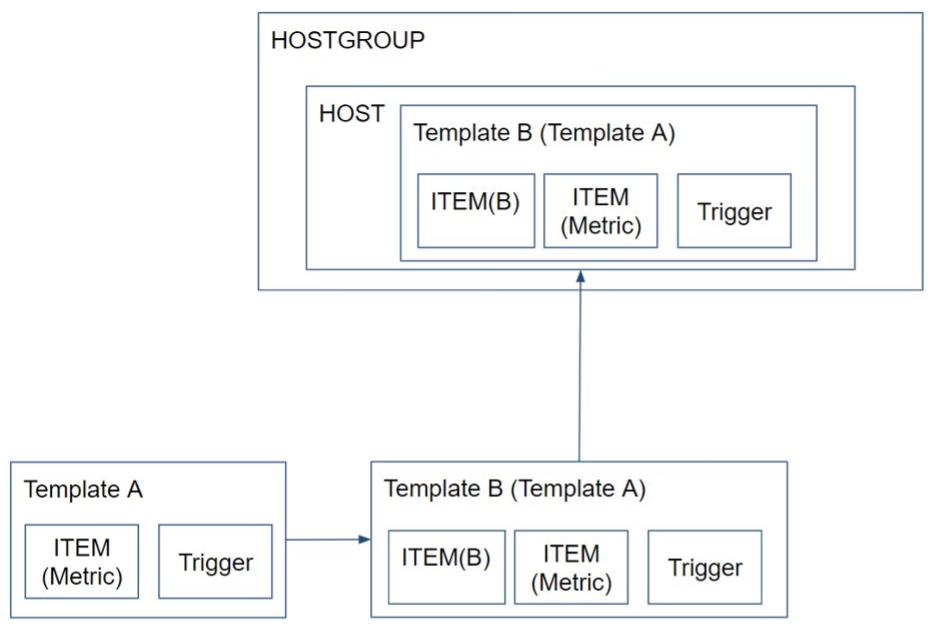 HOSTGROUP
HOST
Template B (Template A)
ITEM(B)
ITEM
(Metric)
Trigger
Template A
ITEM
(Metric)
Trigger
Template B (Template A)
ITEM(B)
ITEM
(Metric)
Trigger